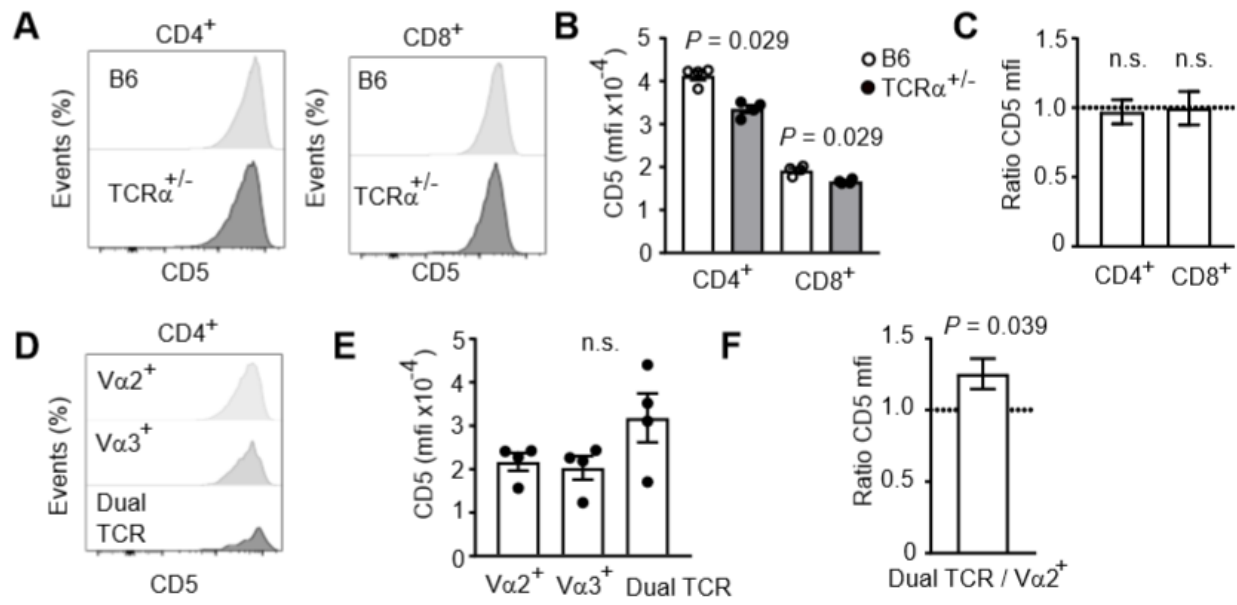 A
CD4+
CD8+
B6
B6
TCRα+/-
TCRα+/-
Events (%)
Events (%)
CD5
CD5
B
P = 0.029
B6
TCRα+/-
P = 0.029
CD5 (mfi x10-4)
5
4
3
2
1
0
CD4+
CD8+
C
1.5
n.s.
n.s.
1.0
0.5
0
Ratio CD5 mfi
CD4+
CD8+
D
CD4+
Vα2+
Vα3+
Dual
TCR
Events (%)
CD5
E
n.s.
CD5 (mfi x10-4)
5
4
3
2
1
0
Vα2+
Vα3+
Dual TCR
F
P = 0.039
1.5
1.0
0.5
0
Ratio CD5 mfi
Dual TCR / Vα2+